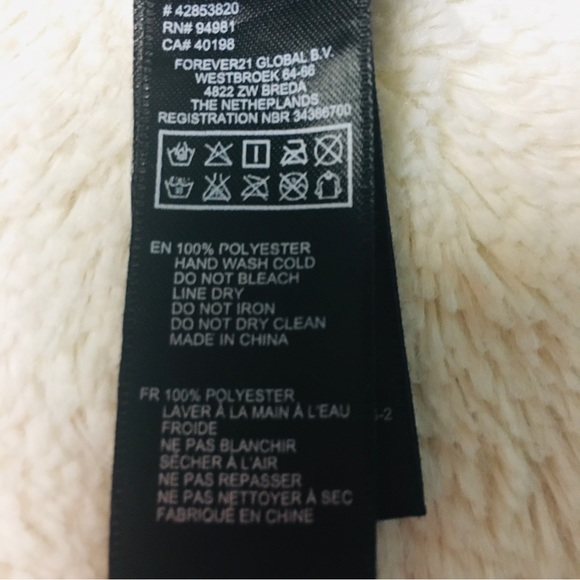 # 42853820
RN# 94981
CA# 40198
FOREVER21 GLOBAL B.V.
WESTBROEK 64-66
4822 ZW BREDA
THE NETHEPLANDS
REGISTRATION NBR 34366700
EN 100% POLYESTER
HAND WASH COLD
DO NOT BLEACH
LINE DRY
DO NOT IRON
DO NOT DRY CLEAN
MADE IN CHINA
FR 100% POLYESTER
LAVER À LA MAIN À L'EAU
FROIDE
NE PAS BLANCHIR
SÉCHER À L'AIR
NE PAS REPASSER
NE PAS NETTOYER À SEC
FABRIQUÉ EN CHINE
-2